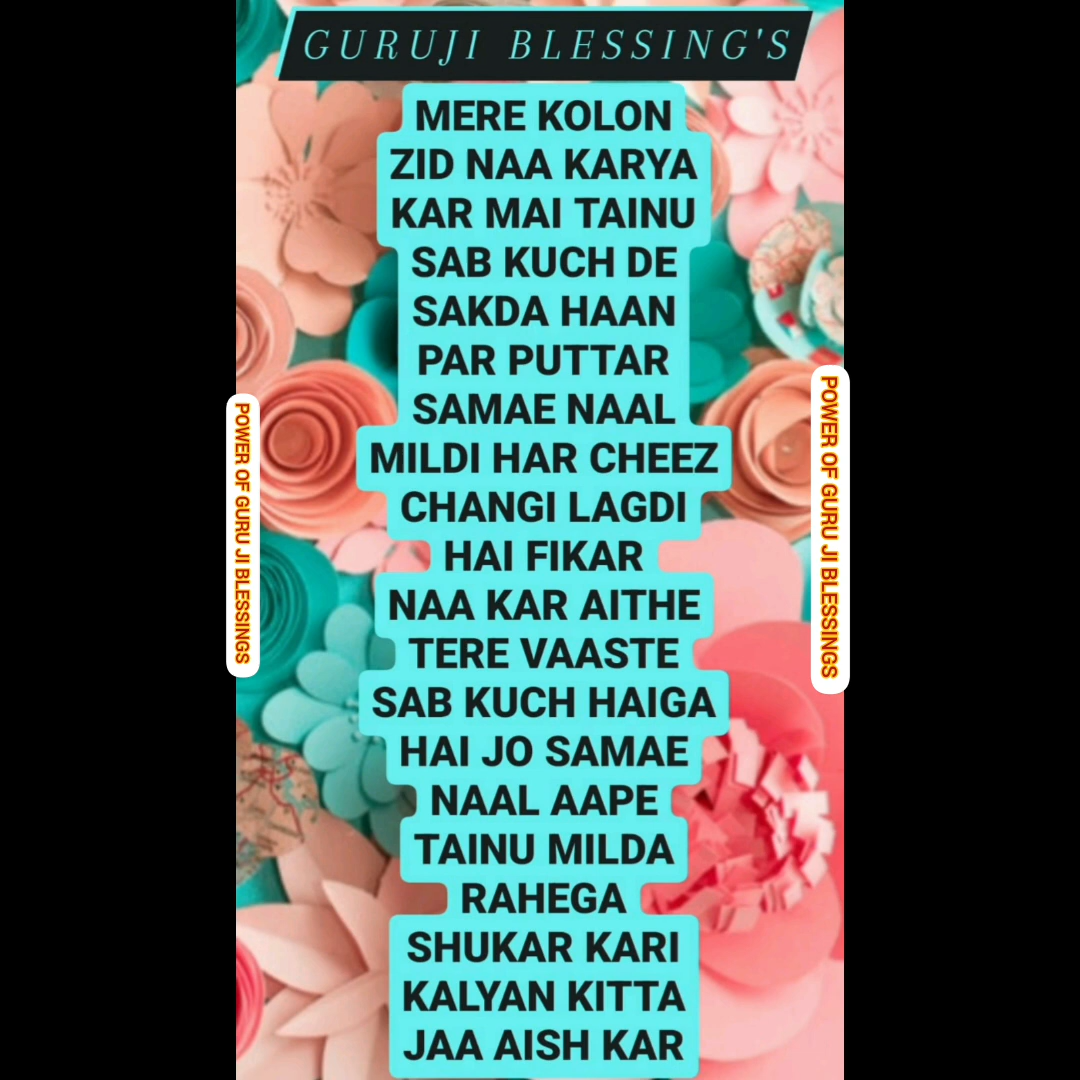 GURUJI BLESSING'S
MERE KOLON
ZID NAA KARYA
KAR MAI TAINU
SAB KUCH DE
SAKDA HAAN
PAR PUTTAR
SAMAE NAAL
MILDI HAR CHEEZ
CHANGI LAGDI
HAI FIKAR
NAA KAR AITHE
TERE VAASTE
SAB KUCH HAIGA
HAI JO SAMAE
NAAL AAPE
TAINU MILDA
RAHEGA
SHUKAR KARI
KALYAN KITTA
JAA AISH KAR
POWER OF GURU JI BLESSINGS
POWER OF GURU JI BLESSINGS